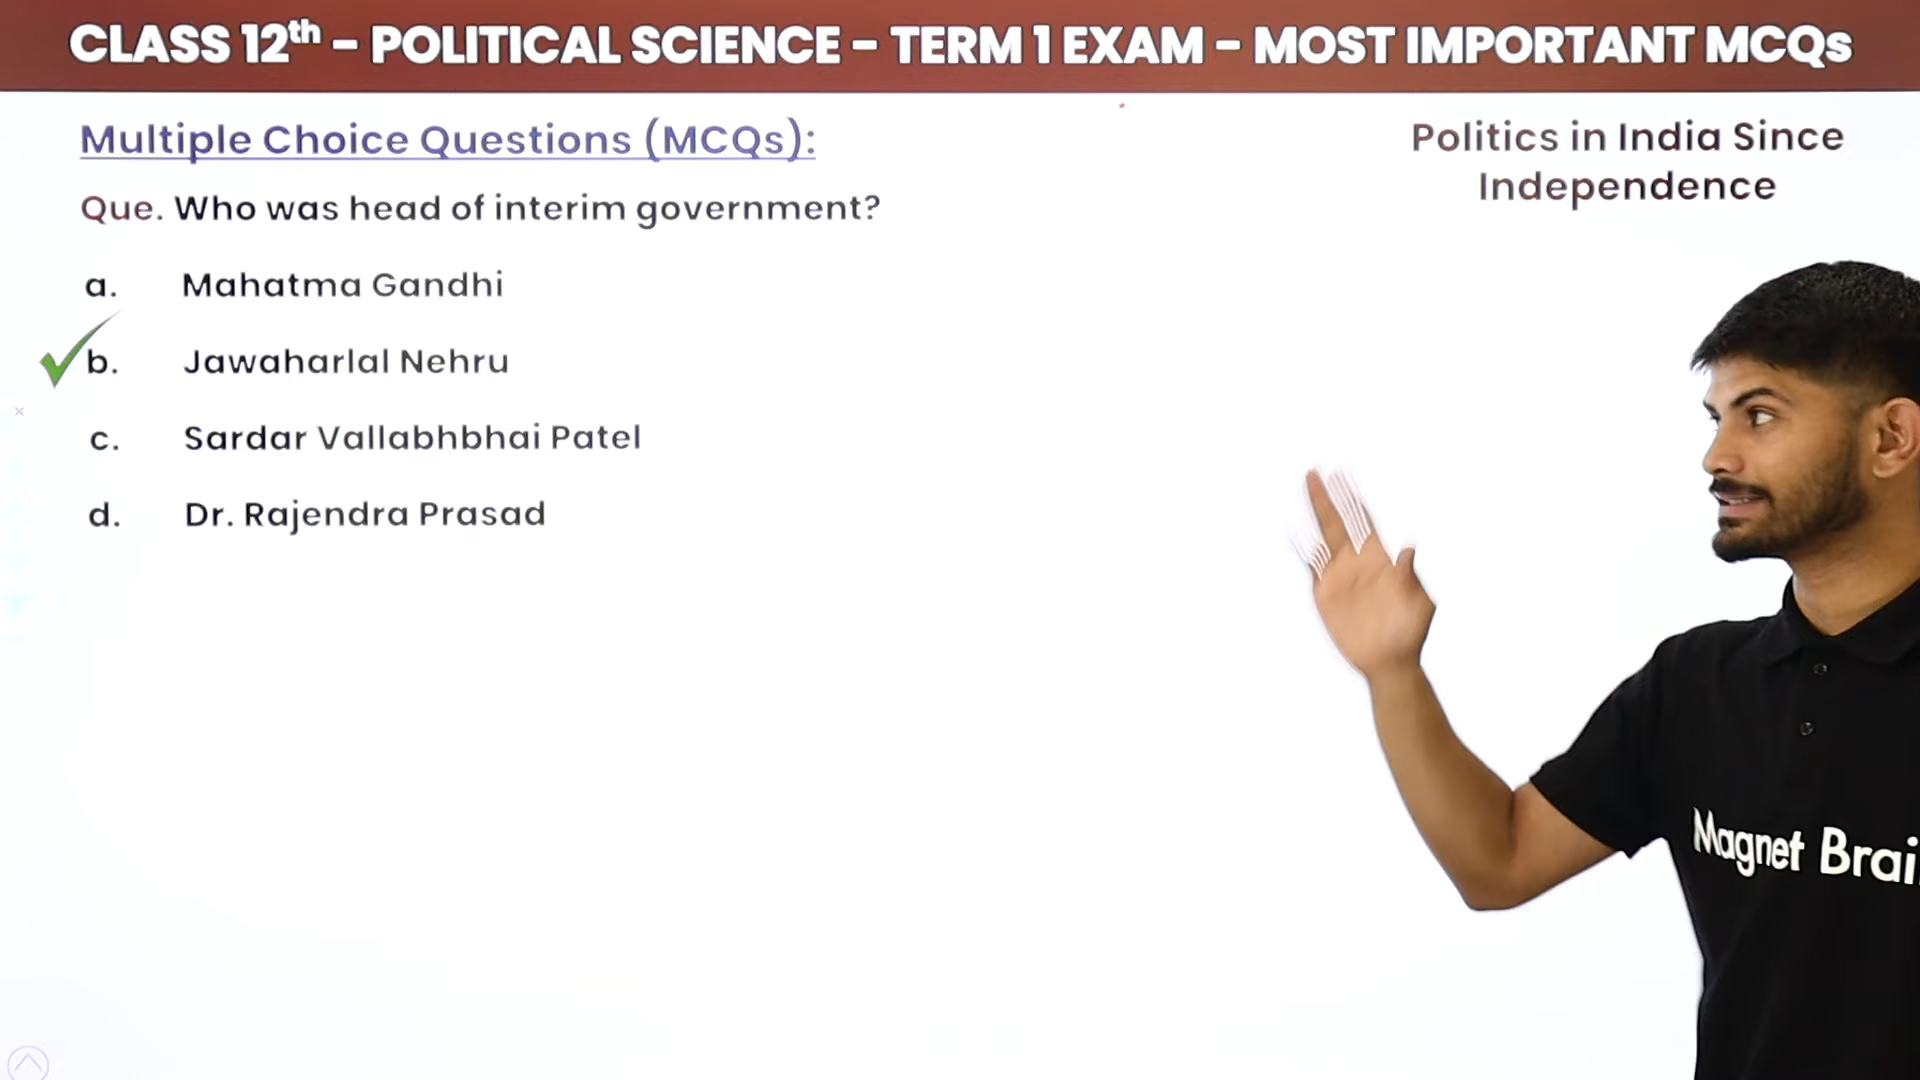 CLASS 12th – POLITICAL SCIENCE – TERM 1 EXAM – MOST IMPORTANT MCQs
Multiple Choice Questions (MCQs):
Politics in India Since
Independence
Que. Who was head of interim government?
a. Mahatma Gandhi
b. Jawaharlal Nehru
c. Sardar Vallabhbhai Patel
d. Dr. Rajendra Prasad
Magnet Brai